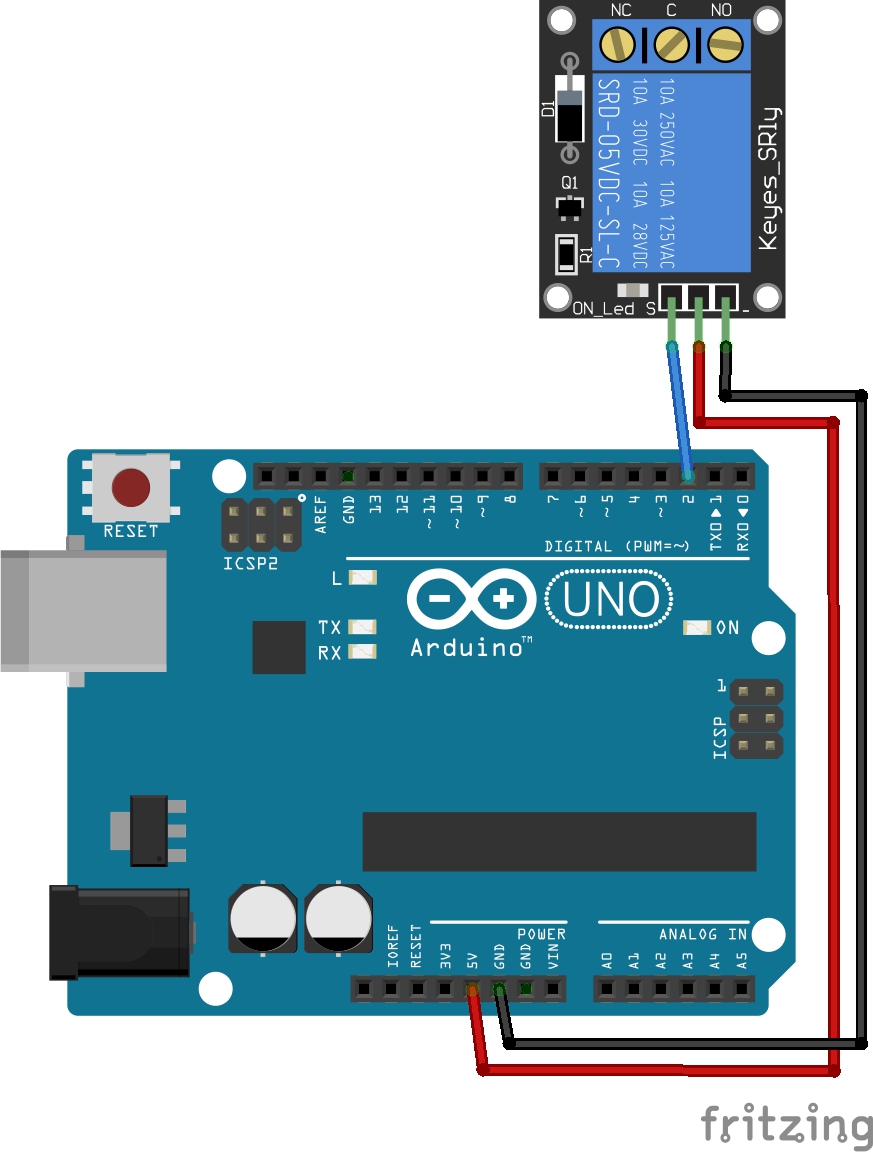 NC C NO
D1
SRD-05VDC-SL-C
10A 30VDC 10A 28VDC
10A 250VAC 10A 125VAC
Keyes_SRly
Q1
R1
ON_Led S -
RESET
ICSP2
AREF
GND
13
12
~11
~10
~9
8
7
~6
~5
4
~3
2
TX0▶1
RX0◀0
DIGITAL (PWM=~)
L
TX
RX
Arduino™
UNO
ON
1
ICSP
POWER
ANALOG IN
IOREF
RESET
3V3
5V
GND
GND
VIN
A0
A1
A2
A3
A4
A5
fritzing